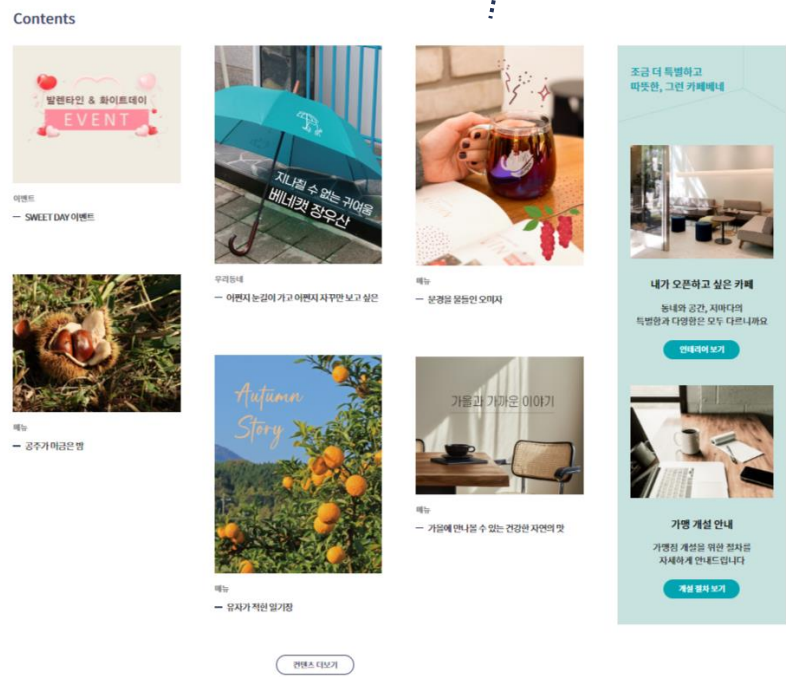 Contents
발렌타인 & 화이트데이
EVENT
이벤트
SWEET DAY 이벤트
메뉴
공주가 머금은 밤
지나칠 수 없는 귀여움
베네캣 장우산
우리동네
어쩐지 눈길이 가고 어쩐지 자꾸만 보고 싶은
Autumn
Story
메뉴
유자가 적힌 일기장
메뉴
문경을 물들인 오미자
가을과 가까운 이야기
메뉴
가을에 만나볼 수 있는 건강한 자연의 맛
조금 더 특별하고
따뜻한, 그런 카페베네
내가 오픈하고 싶은 카페
동네와 공간, 저마다의
특별함과 다양함은 모두 다르니까요
인테리어 보기
가맹 개설 안내
가맹점 개설을 위한 절차를
자세하게 안내드립니다
개설 절차 보기
컨텐츠 더보기